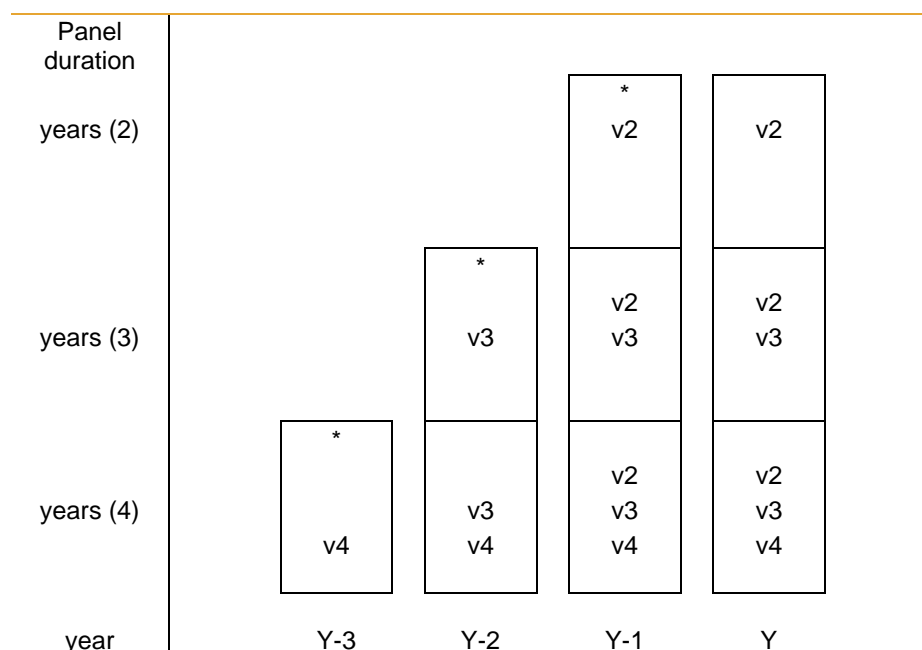 Panel
duration
*
years (2) v2 v2
*
v2 v2
years (3) v3 v3 v3
*
v2 v2
years (4) v3 v3 v3
v4 v4 v4 v4
year Y-3 Y-2 Y-1 Y